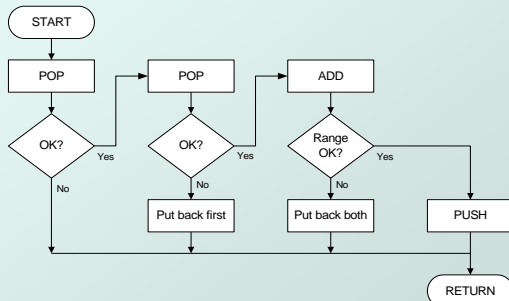 START
POP
POP
ADD
OK?
Yes
OK?
Yes
Range
OK?
Yes
No
No
No
Put back first
Put back both
PUSH
RETURN